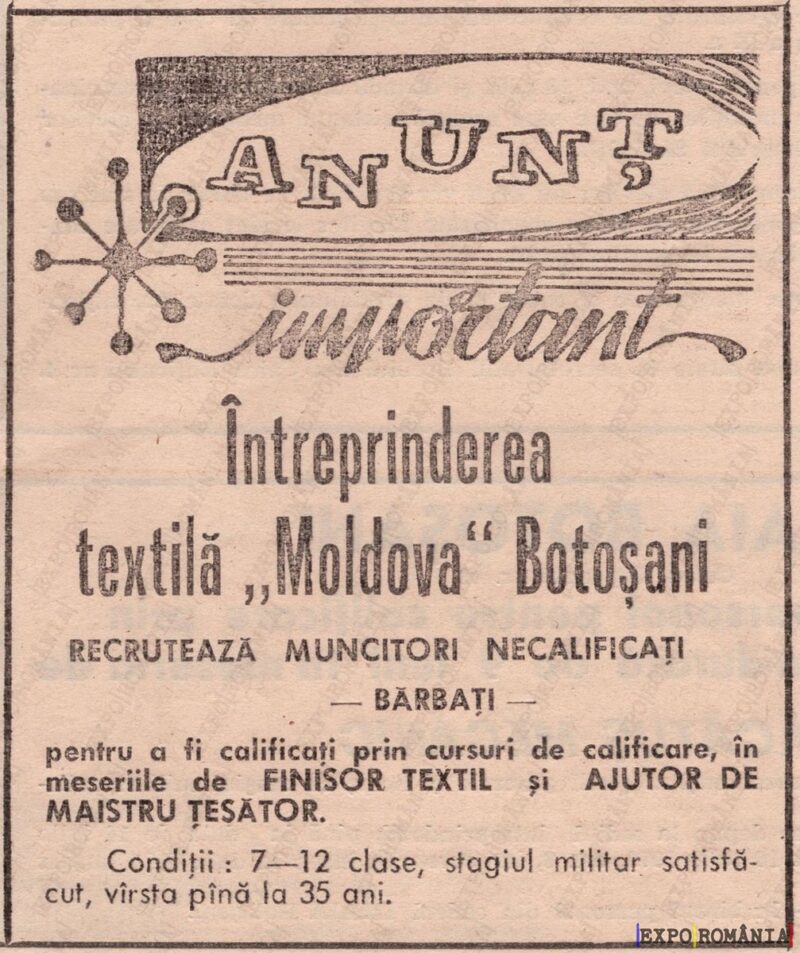 ANUNȚ
important
Întreprinderea
textilă „Moldova“ Botoșani
RECRUTEAZĂ MUNCITORI NECALIFICAȚI
— BĂRBAȚI —
pentru a fi calificați prin cursuri de calificare, în
meseriile de FINISOR TEXTIL și AJUTOR DE
MAISTRU ȚESĂTOR.
Condiții : 7—12 clase, stagiul militar satisfă-
cut, vîrsta pînă la 35 ani.
EXPO ROMÂNIA